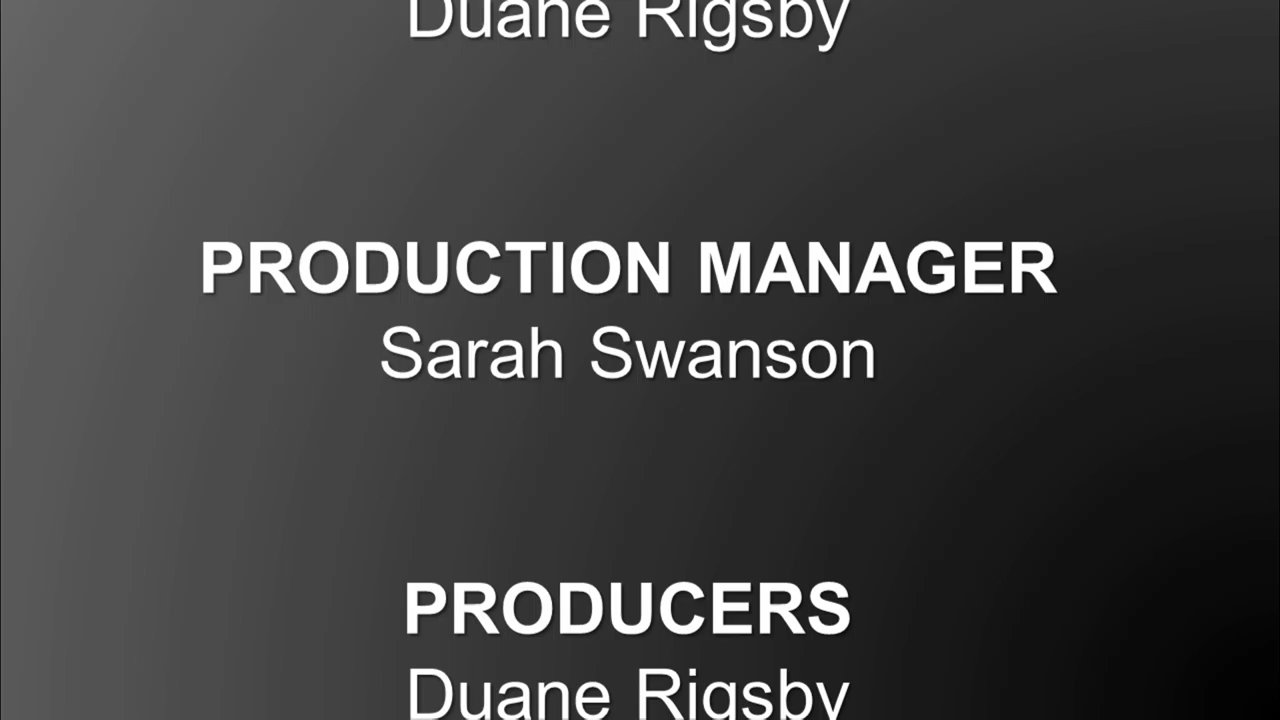 Duane Rigsby
PRODUCTION MANAGER
Sarah Swanson
PRODUCERS
Duane Rigsby